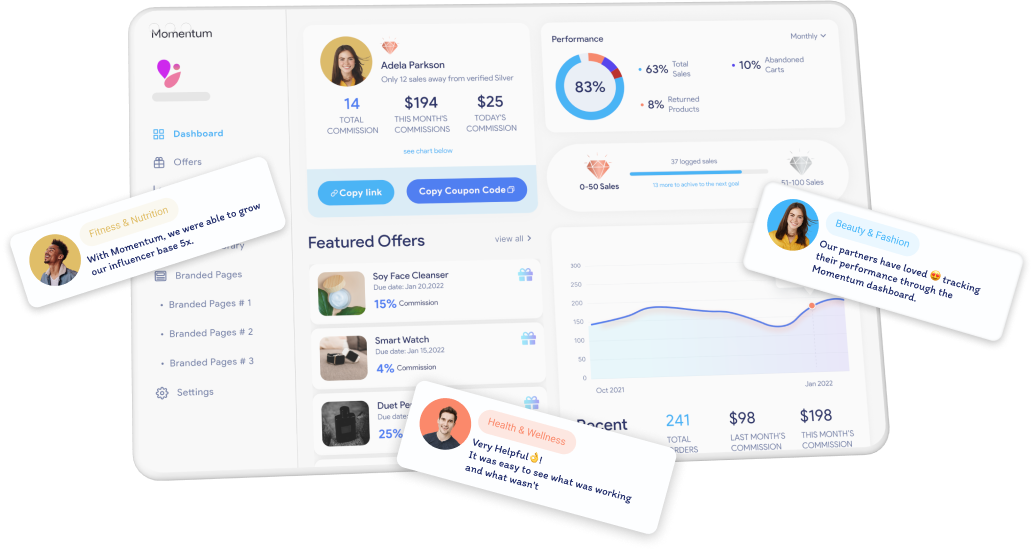 Momentum
Dashboard
Offers
Branded Pages
Branded Pages # 1
Branded Pages # 2
Branded Pages # 3
Settings
Fitness & Nutrition
With Momentum, we were able to grow
our influencer base 5x.
Adela Parkson
Only 12 sales away from verified Silver
14
TOTAL
COMMISSION
$194
THIS MONTH'S
COMMISSIONS
$25
TODAY'S
COMMISSION
see chart below
Copy link
Copy Coupon Code
Featured Offers
view all
Soy Face Cleanser
Due date: Jan 20,2022
15% Commission
Smart Watch
Due date: Jan 15,2022
4% Commission
Duet
Due date
25%
Health & Wellness
Very Helpful👌!
It was easy to see what was working
and what wasn't
Performance
Monthly
83%
63% Total
Sales
10% Abandoned
Carts
8% Returned
Products
0-50 Sales
37 logged sales
13 more to achive to the next goal
51-100 Sales
Beauty & Fashion
Our partners have loved 😍 tracking
their performance through the
Momentum dashboard.
300
250
200
150
100
50
0
Oct 2021
Jan 2022
Recent
241
TOTAL
$98
LAST MONTH'S
COMMISSION
$198
THIS MONTH'S
COMMISSION